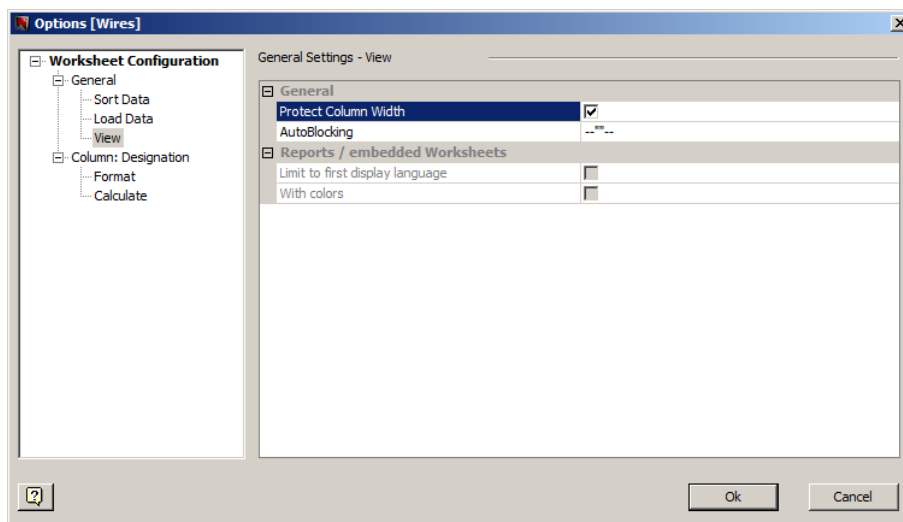 Options [Wires]
Worksheet Configuration
General
Sort Data
Load Data
View
Column: Designation
Format
Calculate
General Settings - View
General
Protect Column Width
AutoBlocking --""--
Reports / embedded Worksheets
Limit to first display language
With colors
Ok
Cancel